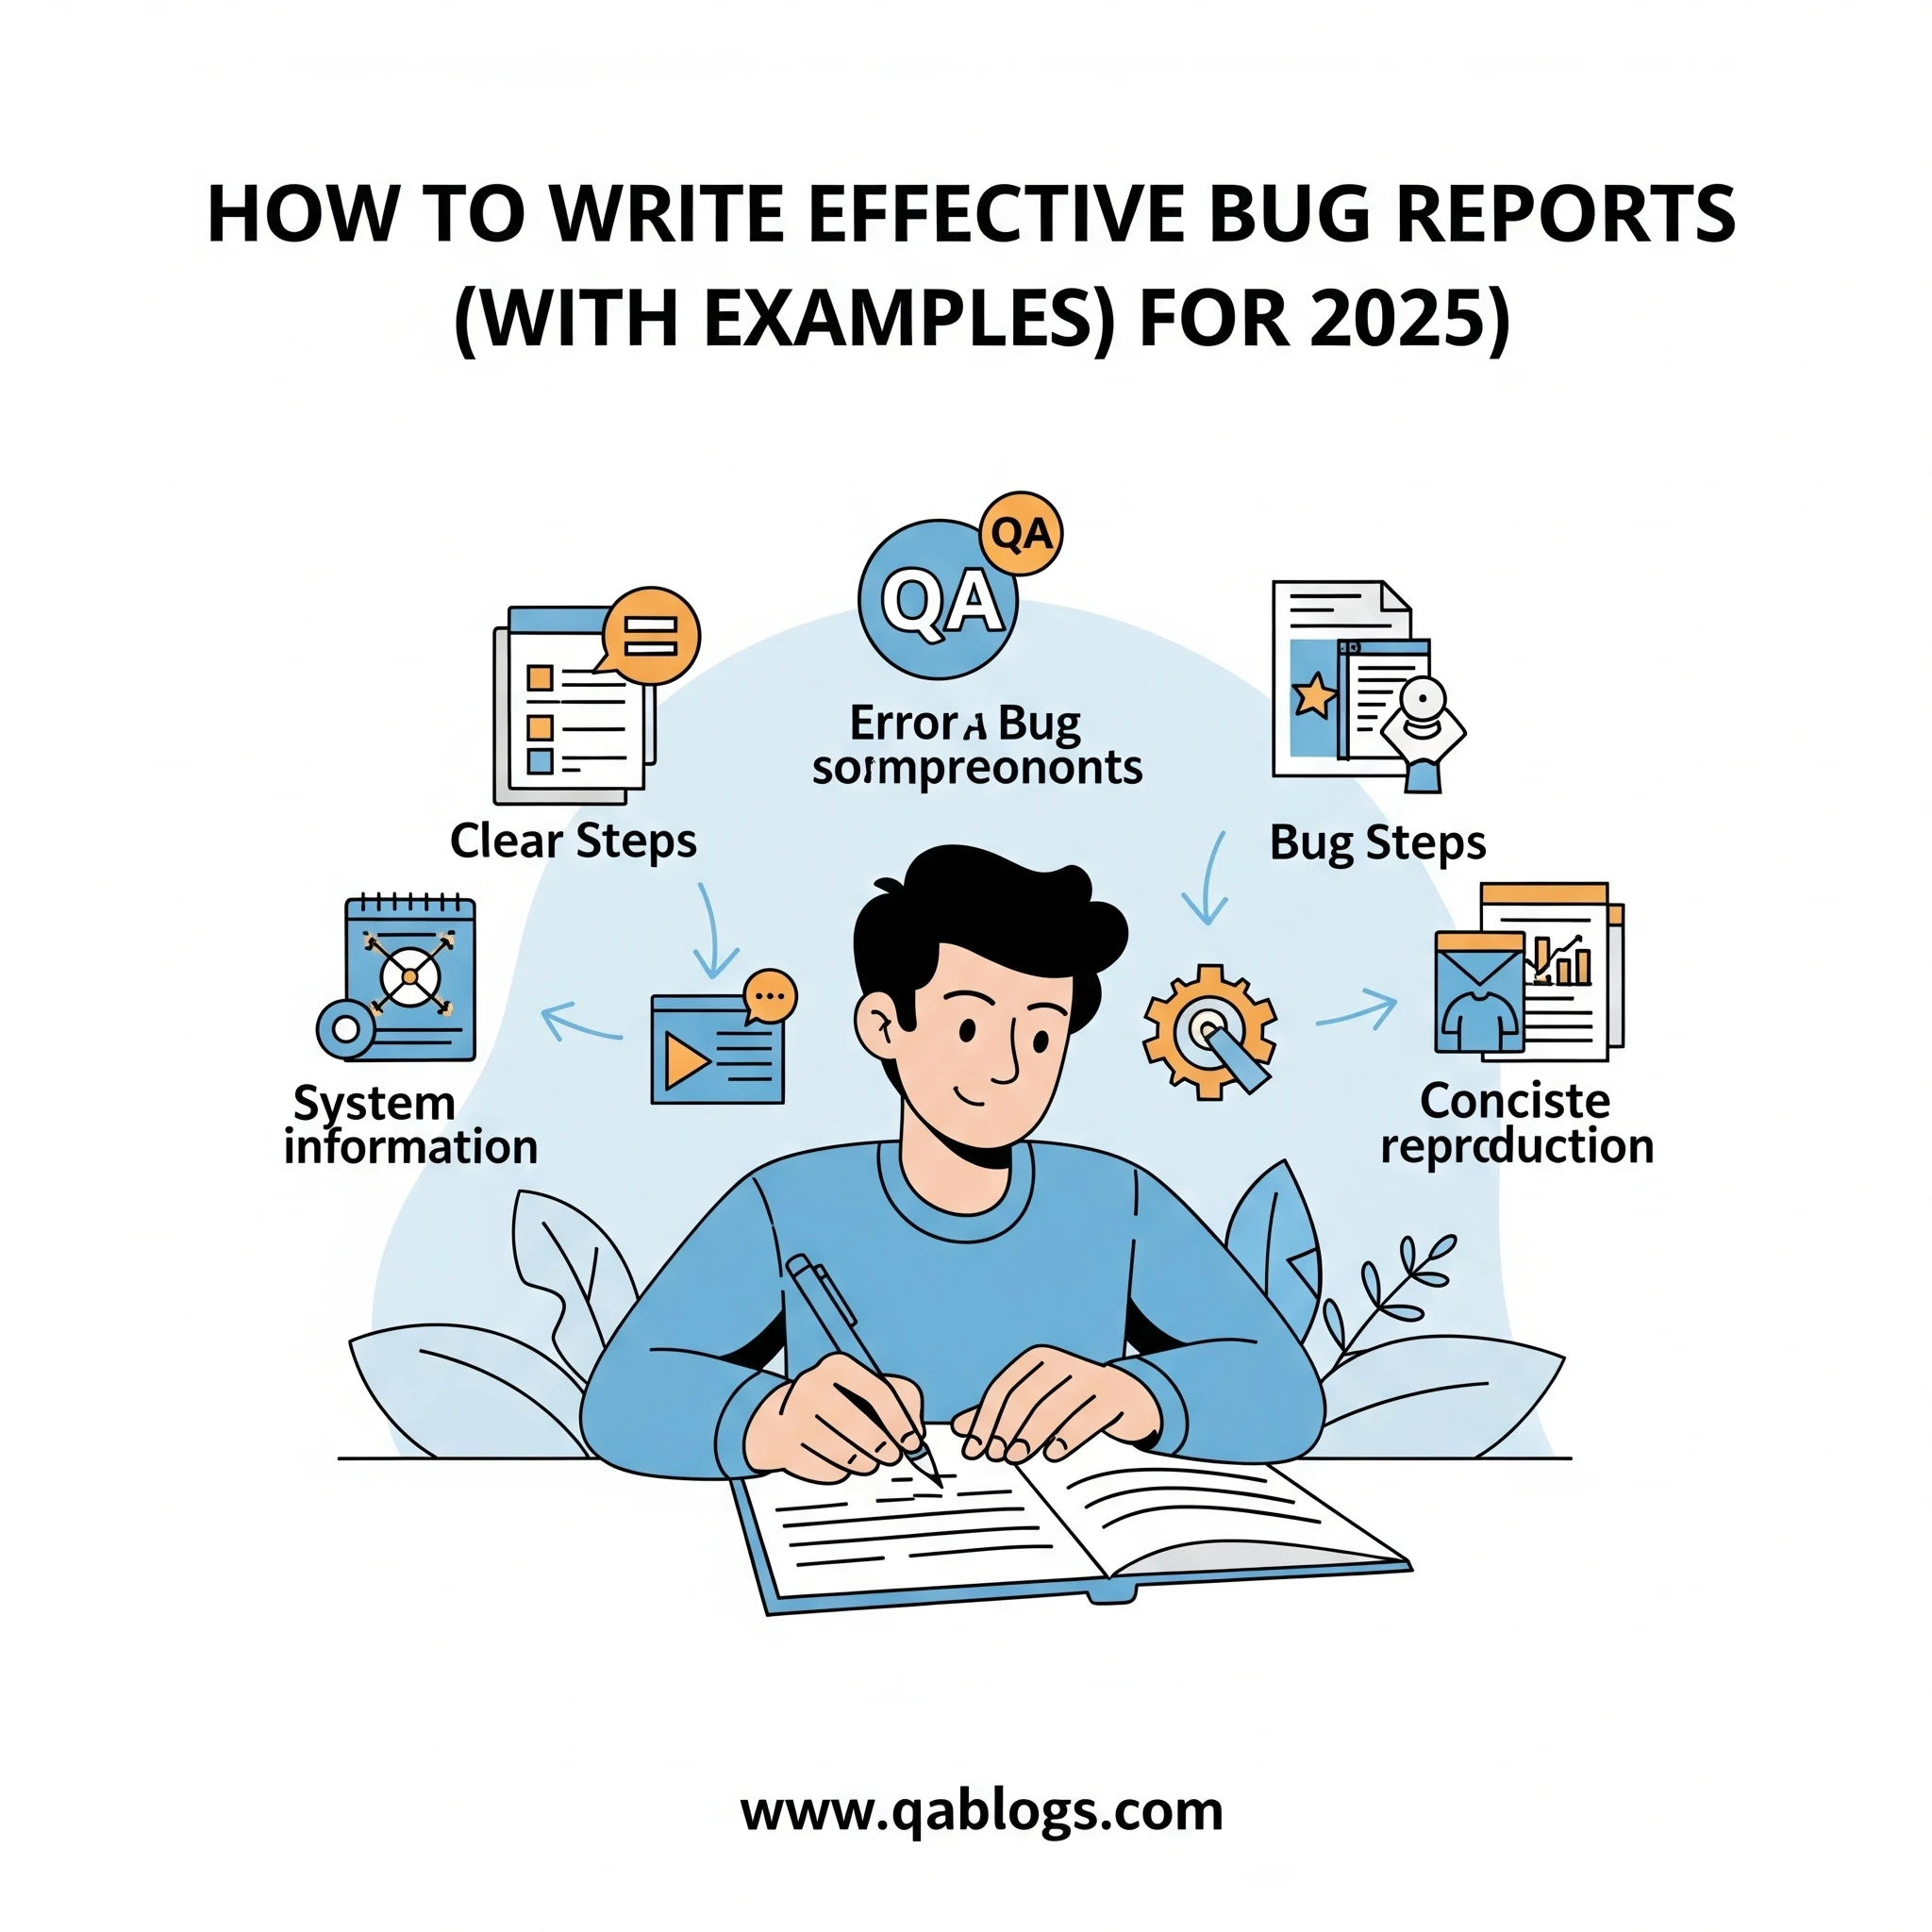 HOW TO WRITE EFFECTIVE BUG REPORTS
(WITH EXAMPLES) FOR 2025)
QA
QA
Error Bug
Clear Steps
Bug Steps
System
information
Conciste
reprcduction
www.qablogs.com